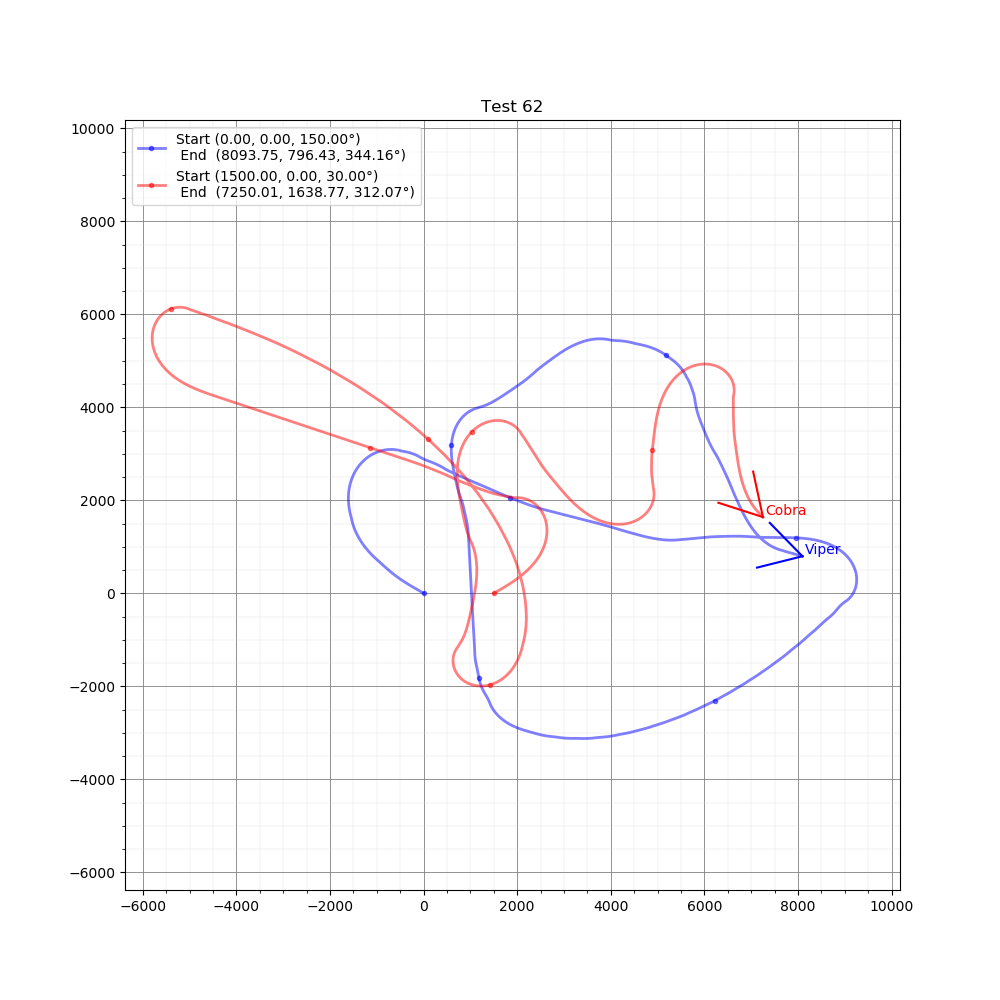 Test 62
Start (0.00, 0.00, 150.00°)
End (8093.75, 796.43, 344.16°)
Start (1500.00, 0.00, 30.00°)
End (7250.01, 1638.77, 312.07°)
10000
8000
6000
4000
2000
0
−2000
−4000
−6000
Cobra
Viper
−6000 −4000 −2000 0 2000 4000 6000 8000 10000